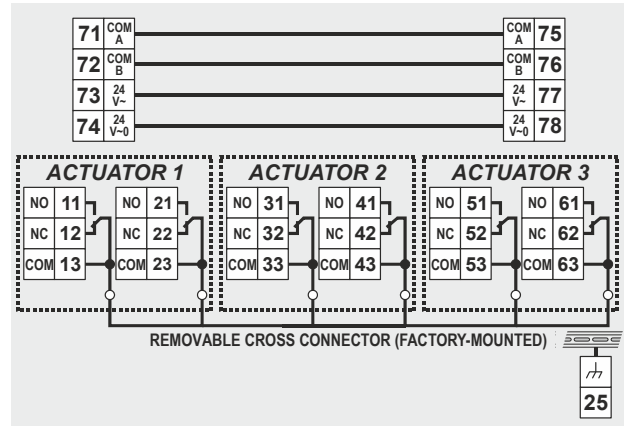 71 COM A COM A 75
72 COM B COM B 76
73 24 V~ 24 V~ 77
74 24 V~0 24 V~0 78
ACTUATOR 1 ACTUATOR 2 ACTUATOR 3
NO 11 NO 21 NO 31 NO 41 NO 51 NO 61
NC 12 NC 22 NC 32 NC 42 NC 52 NC 62
COM 13 COM 23 COM 33 COM 43 COM 53 COM 63
REMOVABLE CROSS CONNECTOR (FACTORY-MOUNTED)
25